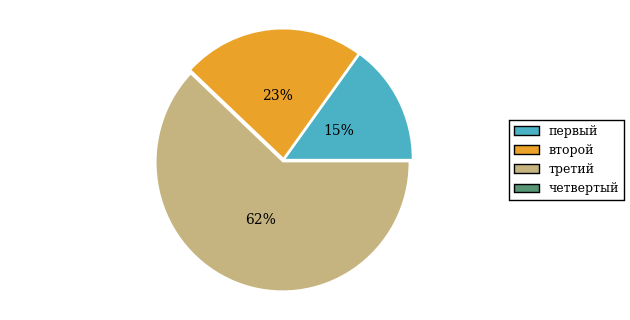 23%
15%
62%
первый
второй
третий
четвертый